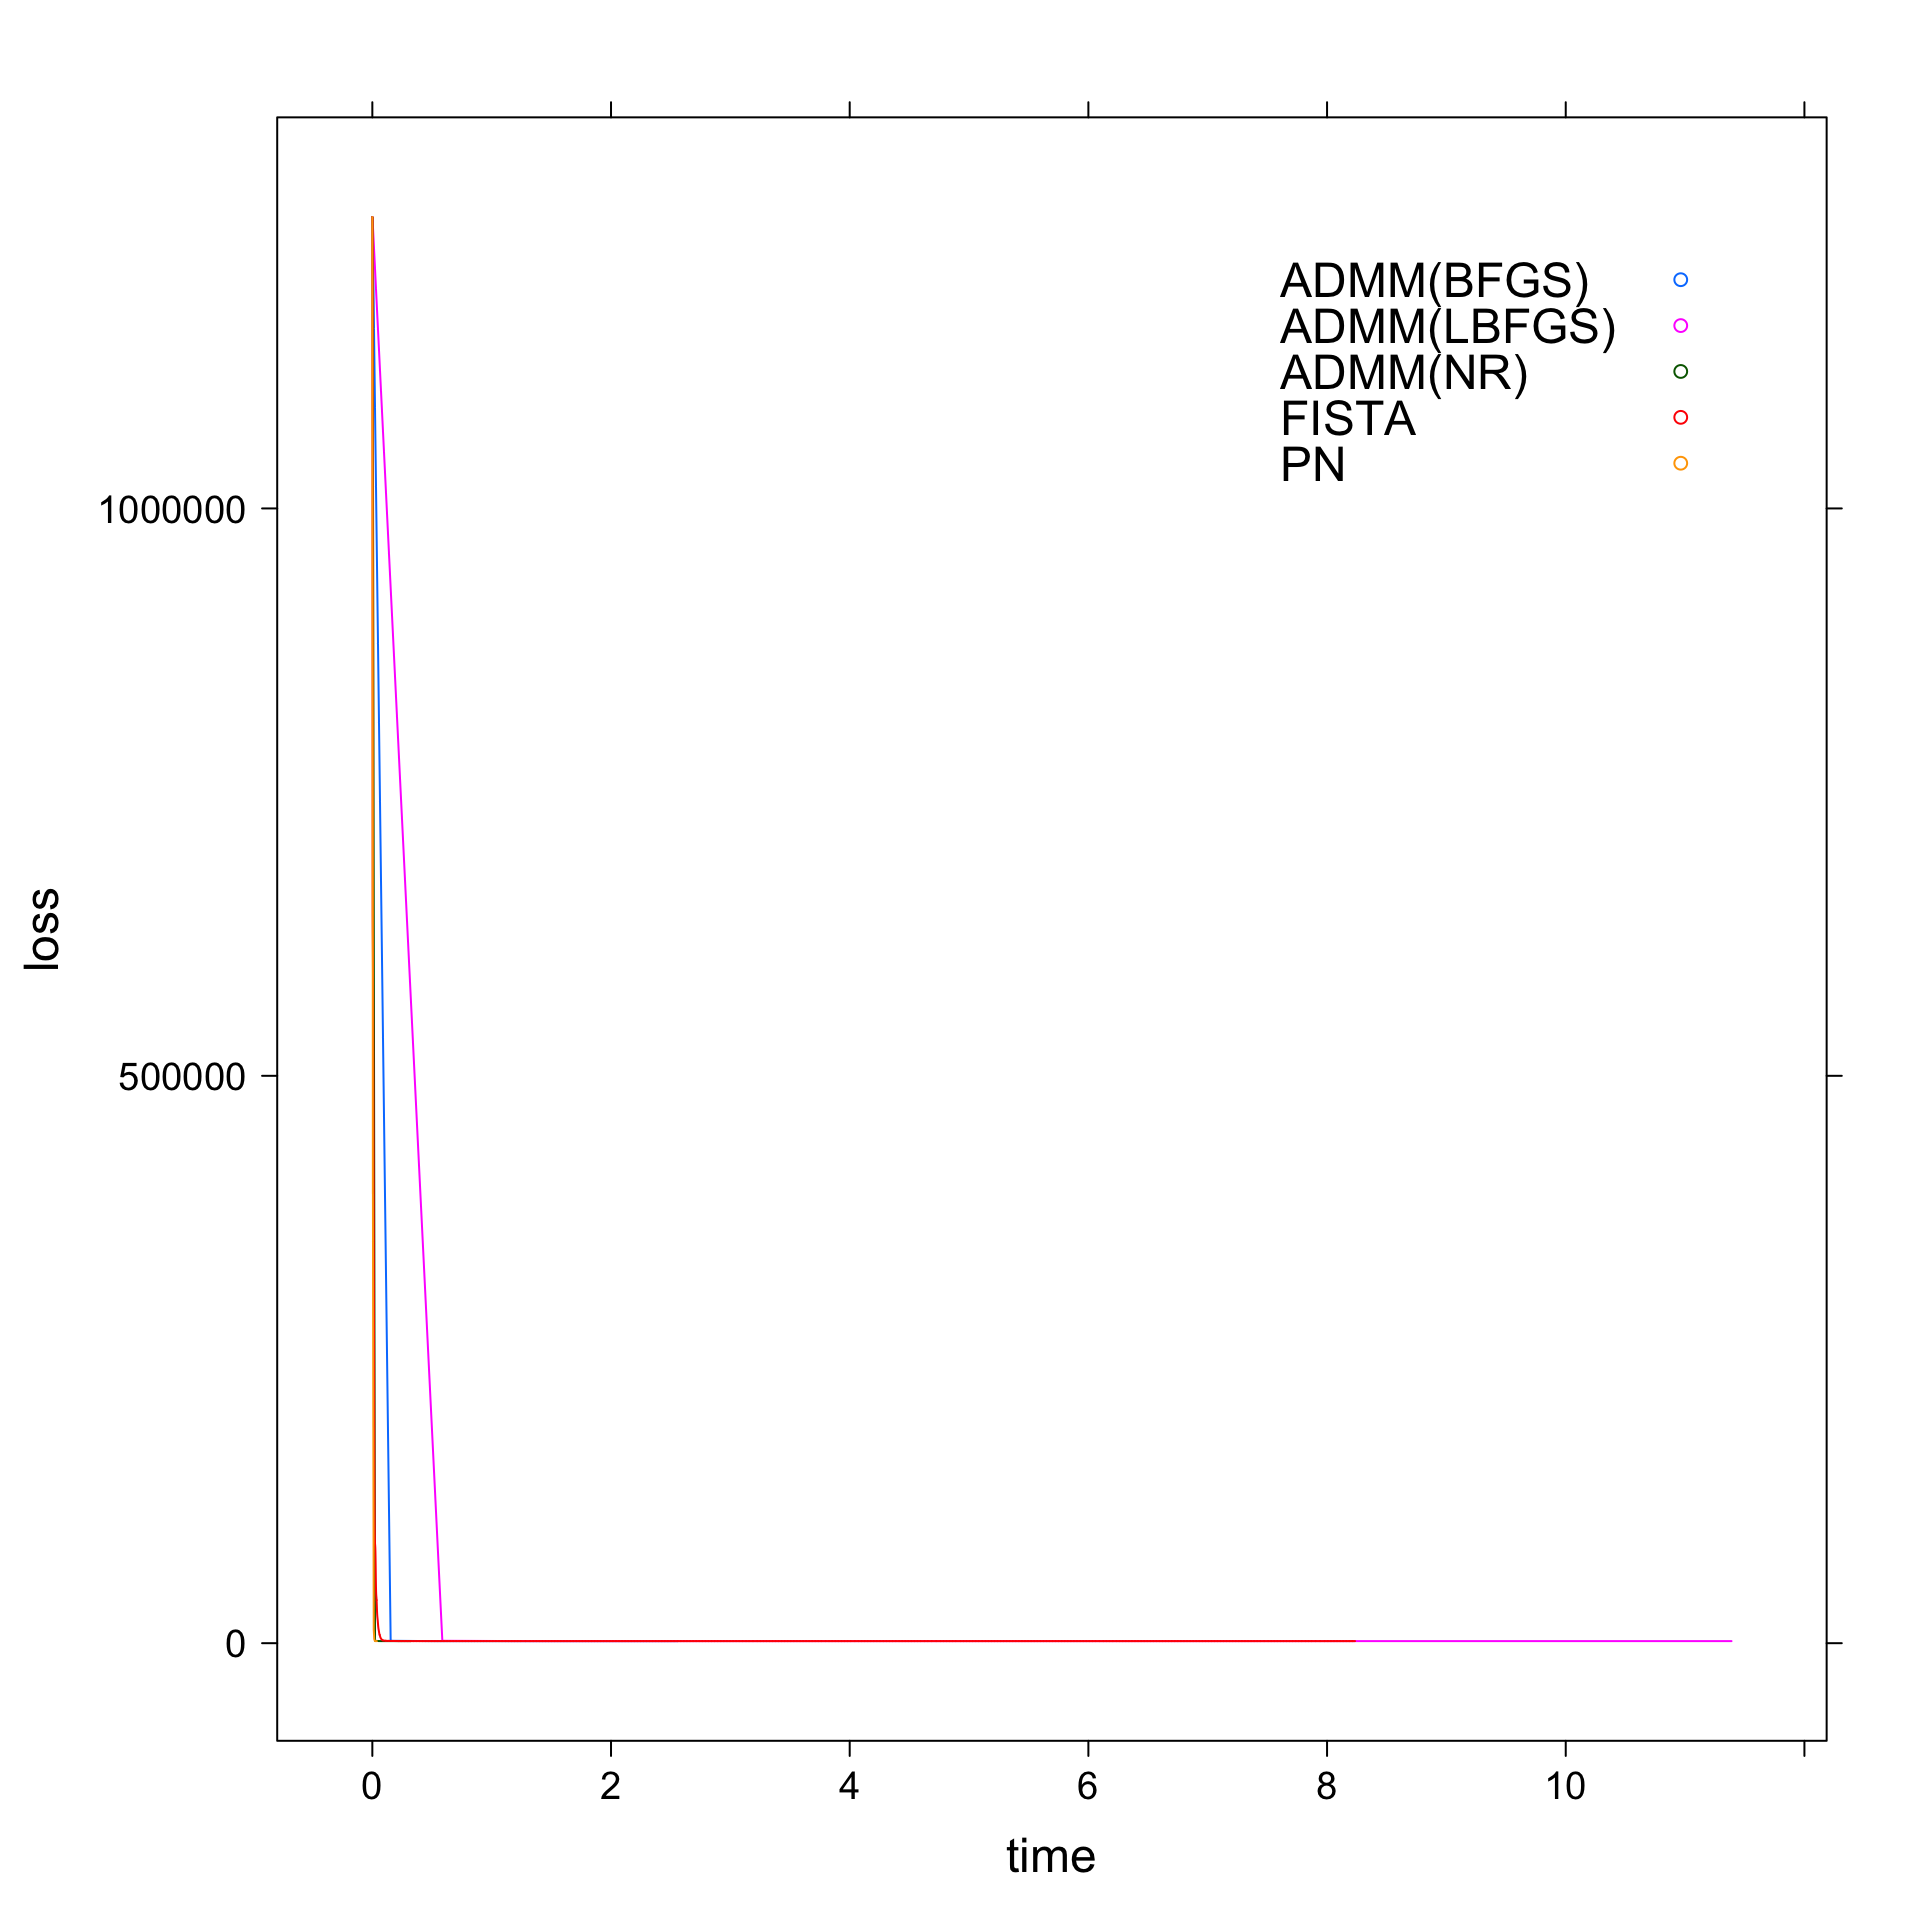 ADMM(BFGS)
ADMM(LBFGS)
ADMM(NR)
FISTA
PN
1000000
500000
0
loss
0 2 4 6 8 10
time